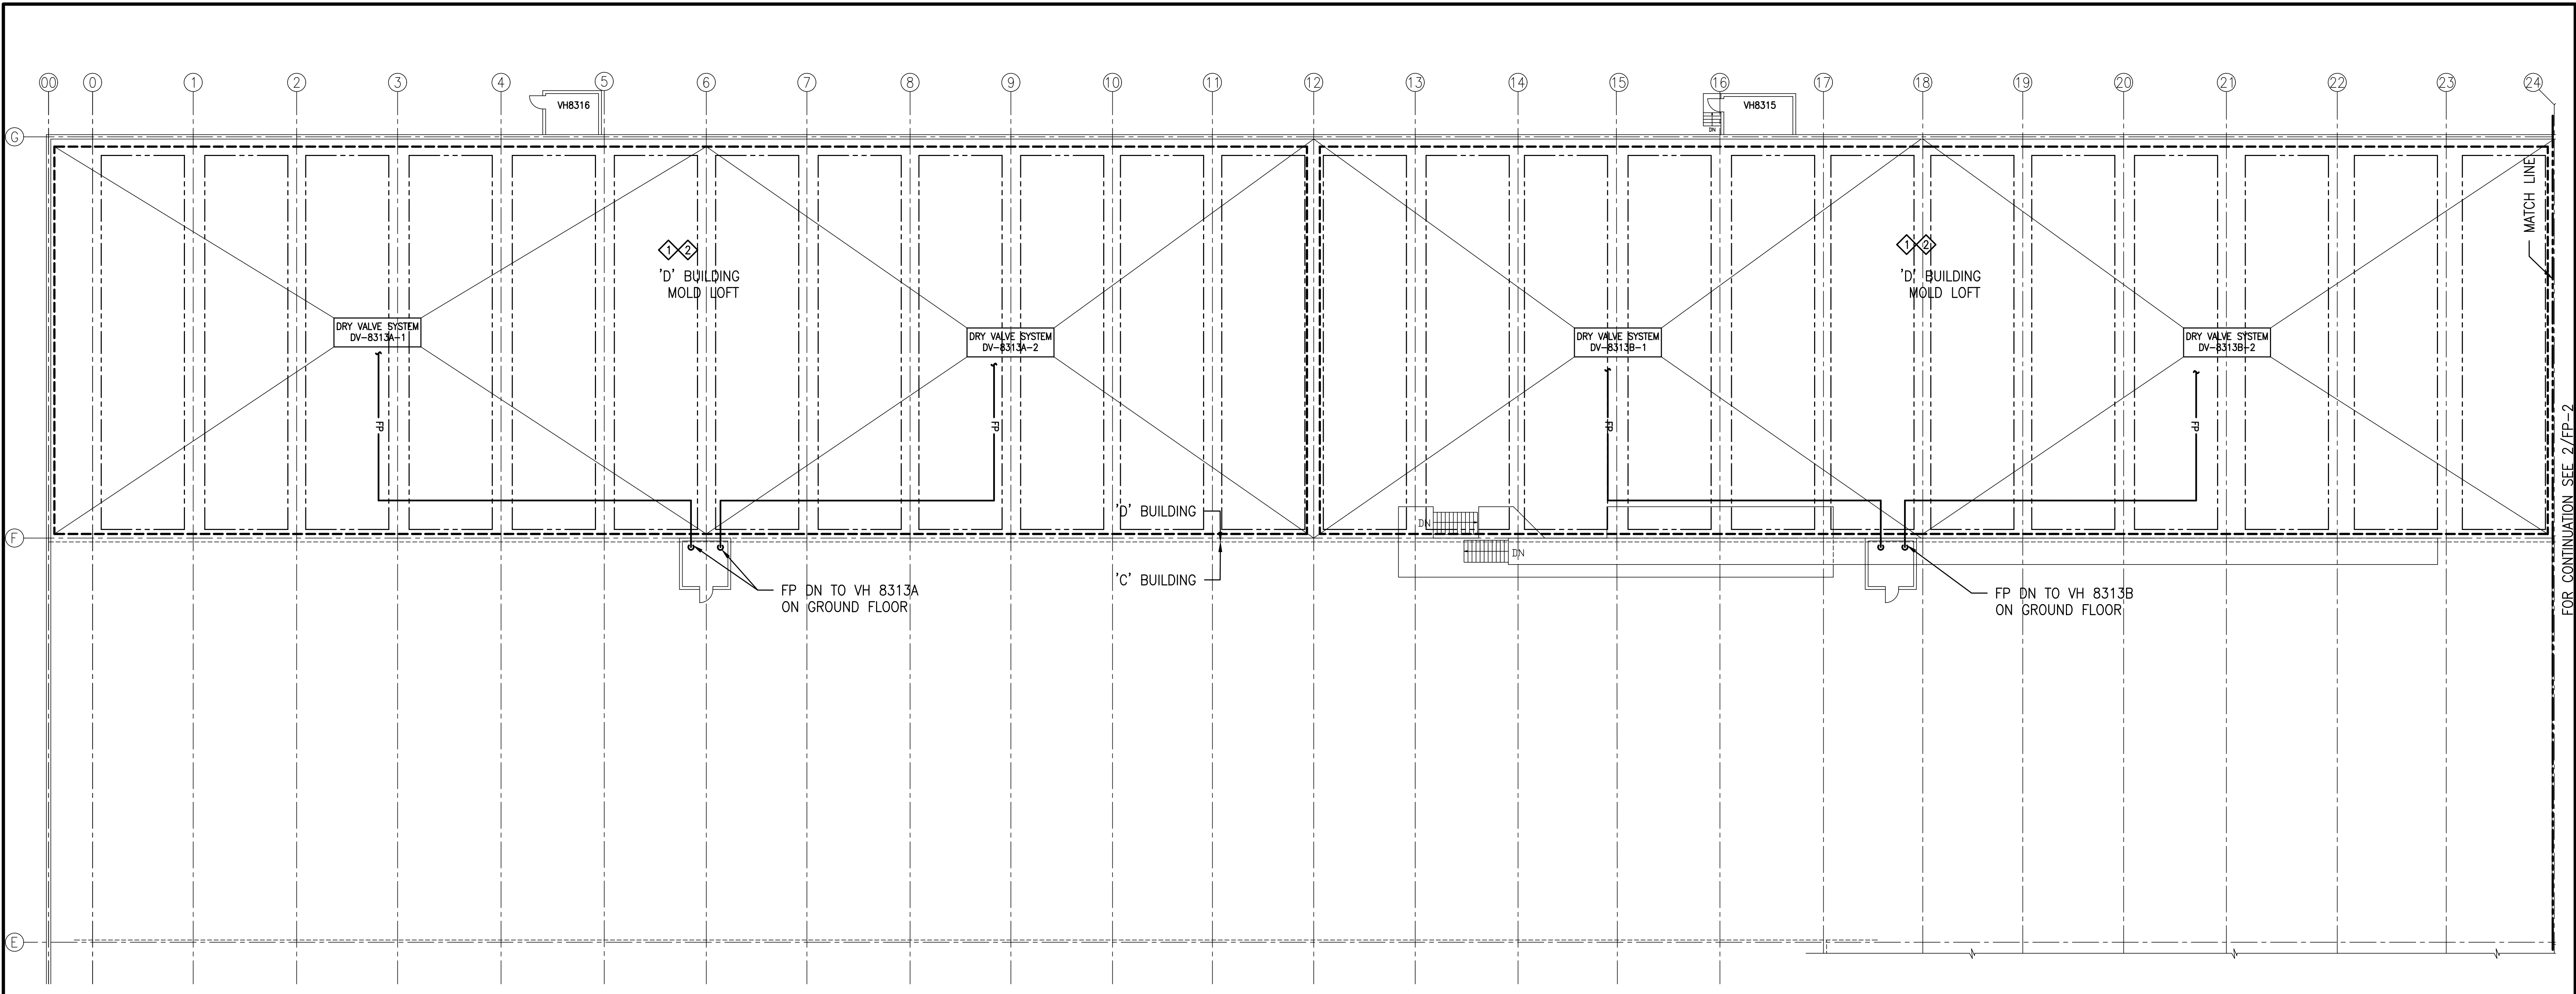 00 0 1 2 3 4 5 6 7 8 9 10 11 12 13 14 15 16 17 18 19 20 21 22 23 24
VH8316
VH8315
DN
G
MATCH LINE
1 2
'D' BUILDING
MOLD LOFT
1 2
'D' BUILDING
MOLD LOFT
DRY VALVE SYSTEM
DV-8313A-1
DRY VALVE SYSTEM
DV-8313A-2
DRY VALVE SYSTEM
DV-8313B-1
DRY VALVE SYSTEM
DV-8313B-2
FP
FP
FP
FP
FOR CONTINUATION SEE 2/FP-2
'D' BUILDING
DN
F
DN
'C' BUILDING
FP DN TO VH 8313A
ON GROUND FLOOR
FP DN TO VH 8313B
ON GROUND FLOOR
E